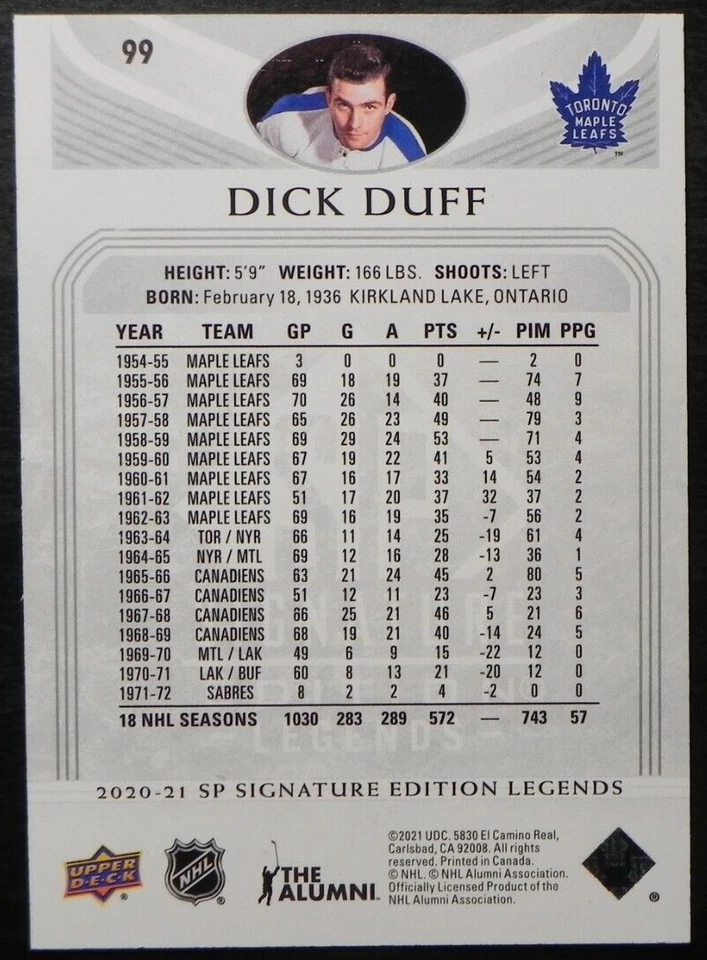 99
TORONTO
MAPLE
LEAFS
TM
DICK DUFF
HEIGHT: 5'9" WEIGHT: 166 LBS. SHOOTS: LEFT
BORN: February 18, 1936 KIRKLAND LAKE, ONTARIO
YEAR TEAM GP G A PTS +/- PIM PPG
1954-55 MAPLE LEAFS 3 0 0 0 — 2 0
1955-56 MAPLE LEAFS 69 18 19 37 — 74 7
1956-57 MAPLE LEAFS 70 26 14 40 — 48 9
1957-58 MAPLE LEAFS 65 26 23 49 — 79 3
1958-59 MAPLE LEAFS 69 29 24 53 — 71 4
1959-60 MAPLE LEAFS 67 19 22 41 5 53 4
1960-61 MAPLE LEAFS 67 16 17 33 14 54 2
1961-62 MAPLE LEAFS 51 17 20 37 32 37 2
1962-63 MAPLE LEAFS 69 16 19 35 -7 56 2
1963-64 TOR / NYR 66 11 14 25 -19 61 4
1964-65 NYR / MTL 69 12 16 28 -13 36 1
1965-66 CANADIENS 63 21 24 45 2 80 5
1966-67 CANADIENS 51 12 11 23 -7 23 3
1967-68 CANADIENS 66 25 21 46 5 21 6
1968-69 CANADIENS 68 19 21 40 -14 24 5
1969-70 MTL / LAK 49 6 9 15 -22 12 0
1970-71 LAK / BUF 60 8 13 21 -20 12 0
1971-72 SABRES 8 2 2 4 -2 0 0
18 NHL SEASONS 1030 283 289 572 — 743 57
LEGENDS
2020-21 SP SIGNATURE EDITION LEGENDS
UPPER
DECK
®
NHL
®
THE
ALUMNI
©2021 UDC. 5830 El Camino Real,
Carlsbad, CA 92008. All rights
reserved. Printed in Canada.
© NHL. © NHL Alumni Association.
Officially Licensed Product of the
NHL Alumni Association.
®